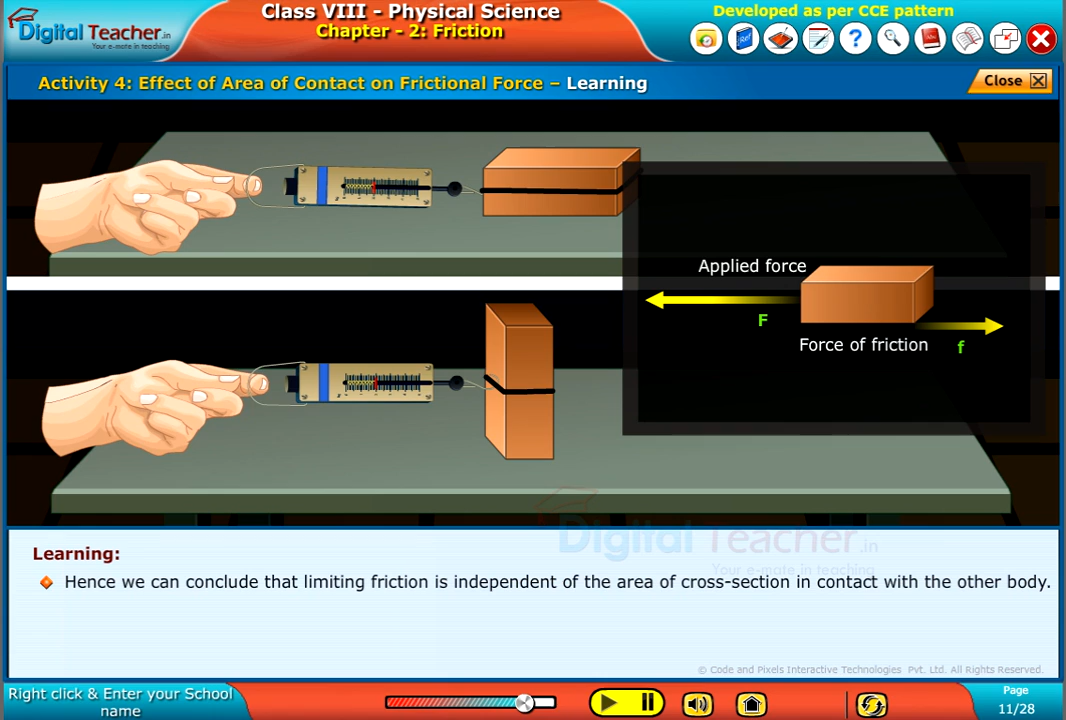 Digital Teacher.in
Your e-mate in teaching
Class VIII - Physical Science
Chapter - 2: Friction
Developed as per CCE pattern
Activity 4: Effect of Area of Contact on Frictional Force – Learning
Close
Applied force
F
Force of friction
f
Digital Teacher.in
Your e-mate in teaching
Learning:
Hence we can conclude that limiting friction is independent of the area of cross-section in contact with the other body.
© Code and Pixels Interactive Technologies Pvt. Ltd. All Rights Reserved.
Right click & Enter your School
name
Page
11/28